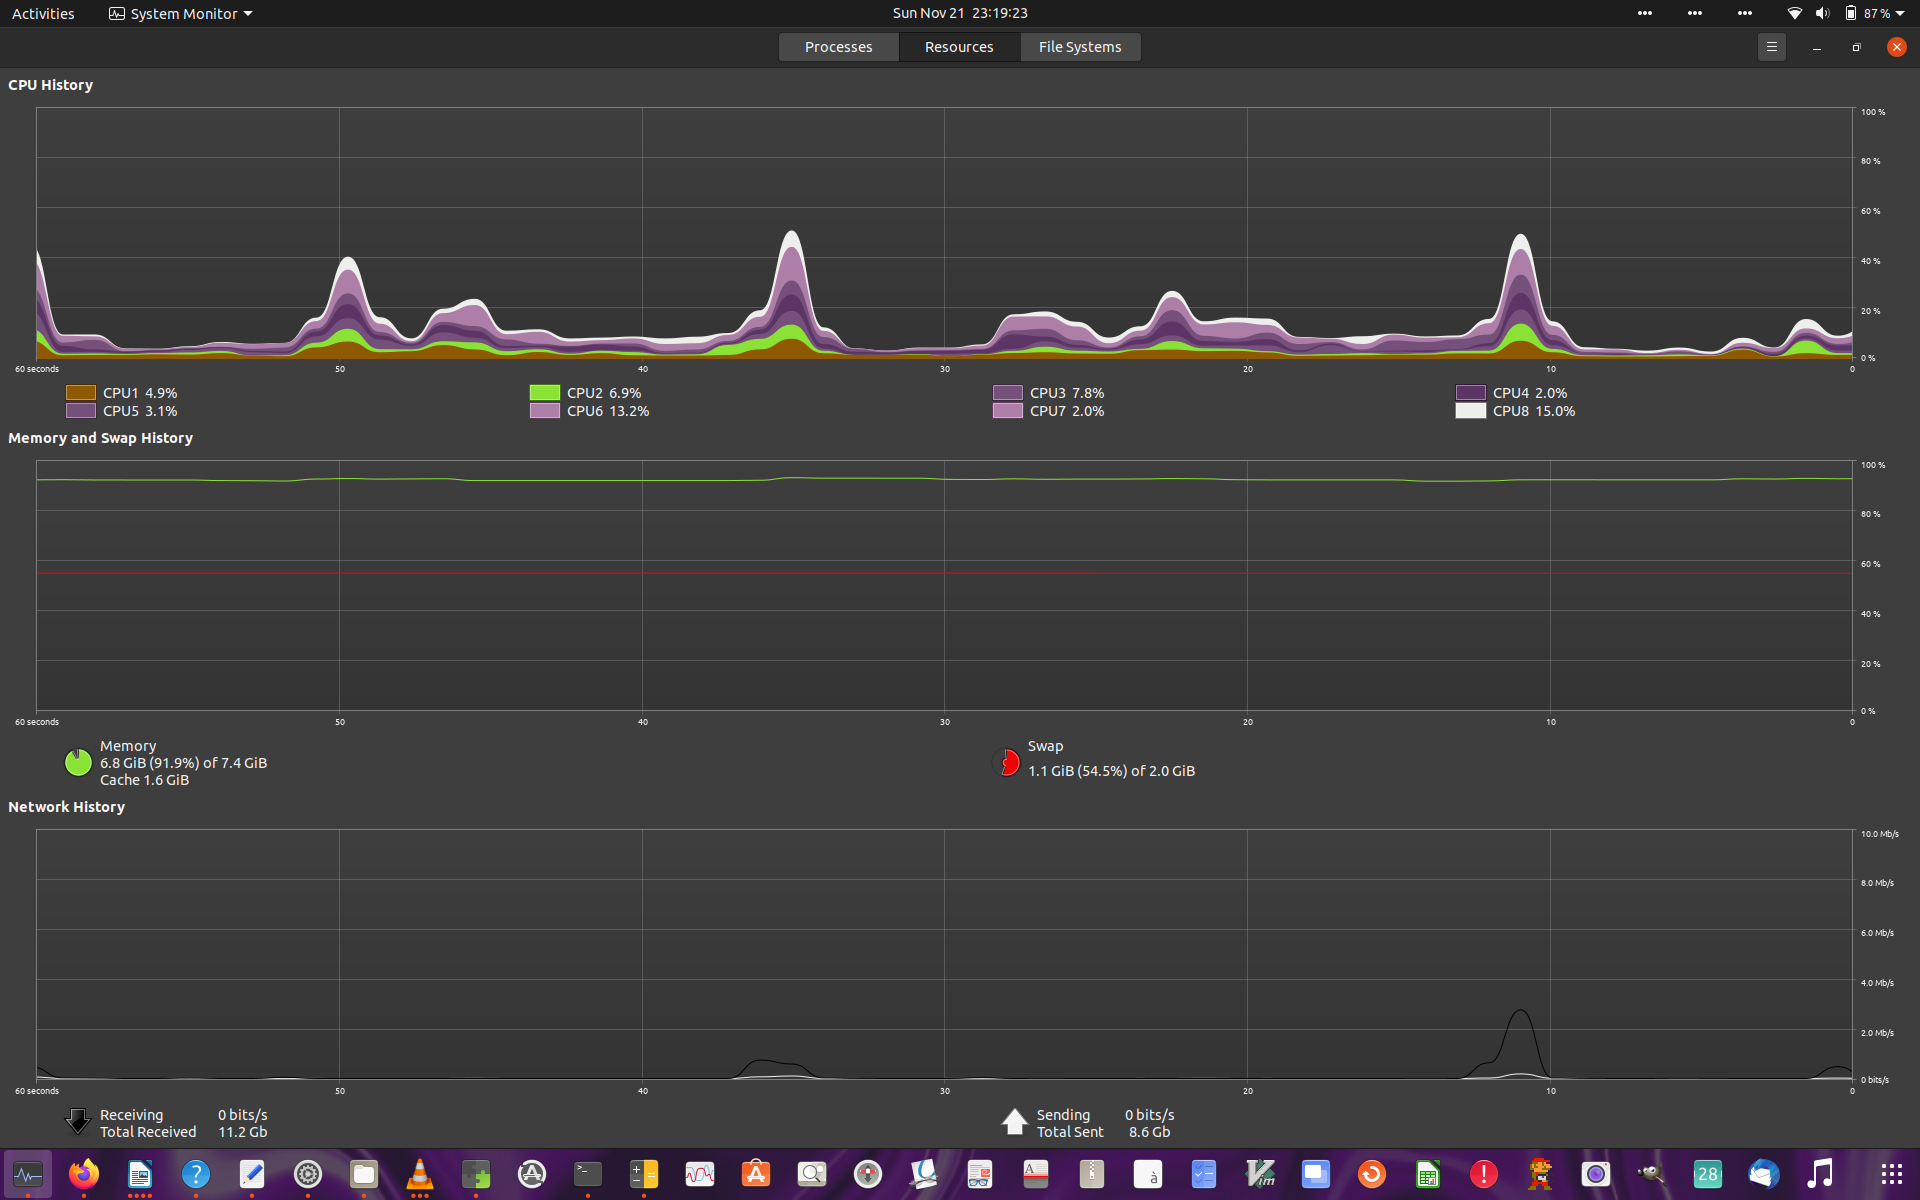 Activities System Monitor Sun Nov 21 23:19:23 87 %
Processes Resources File Systems
CPU History
100 %
80 %
60 %
40 %
20 %
0 %
60 seconds 50 40 30 20 10 0
CPU1 4.9% CPU2 6.9% CPU3 7.8% CPU4 2.0%
CPU5 3.1% CPU6 13.2% CPU7 2.0% CPU8 15.0%
Memory and Swap History
100 %
80 %
60 %
40 %
20 %
0 %
60 seconds 50 40 30 20 10 0
Memory
6.8 GiB (91.9%) of 7.4 GiB
Cache 1.6 GiB
Swap
1.1 GiB (54.5%) of 2.0 GiB
Network History
10.0 Mb/s
8.0 Mb/s
6.0 Mb/s
4.0 Mb/s
2.0 Mb/s
0 bits/s
60 seconds 50 40 30 20 10 0
Receiving 0 bits/s
Total Received 11.2 Gb
Sending 0 bits/s
Total Sent 8.6 Gb
28